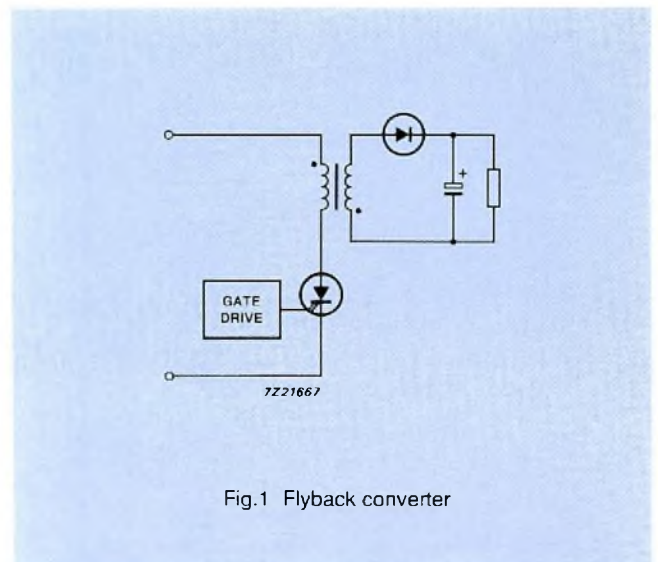 GATE
DRIVE
+
7Z21667
Fig.1 Flyback converter